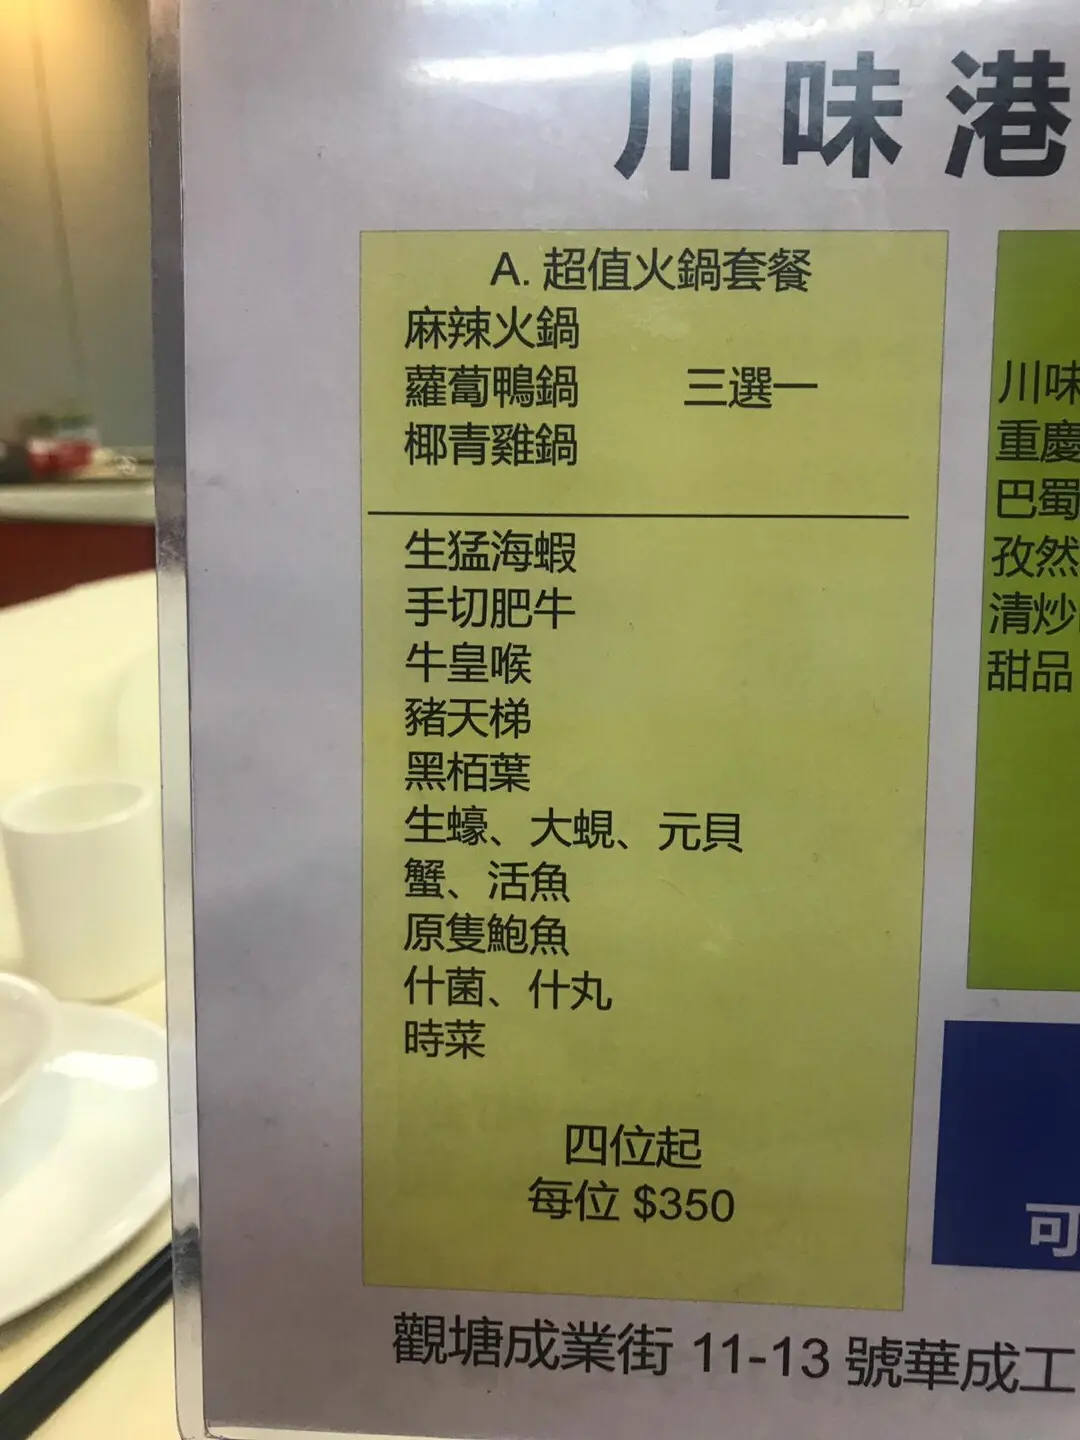 川味港
A. 超值火鍋套餐
麻辣火鍋
蘿蔔鴨鍋 三選一
椰青雞鍋
生猛海蝦
手切肥牛
牛皇喉
豬天梯
黑栢葉
生蠔、大蜆、元貝
蟹、活魚
原隻鮑魚
什菌、什丸
時菜
四位起
每位 $350
川味
重慶
巴蜀
孜然
清炒
甜品
可
觀塘成業街 11-13 號華成工